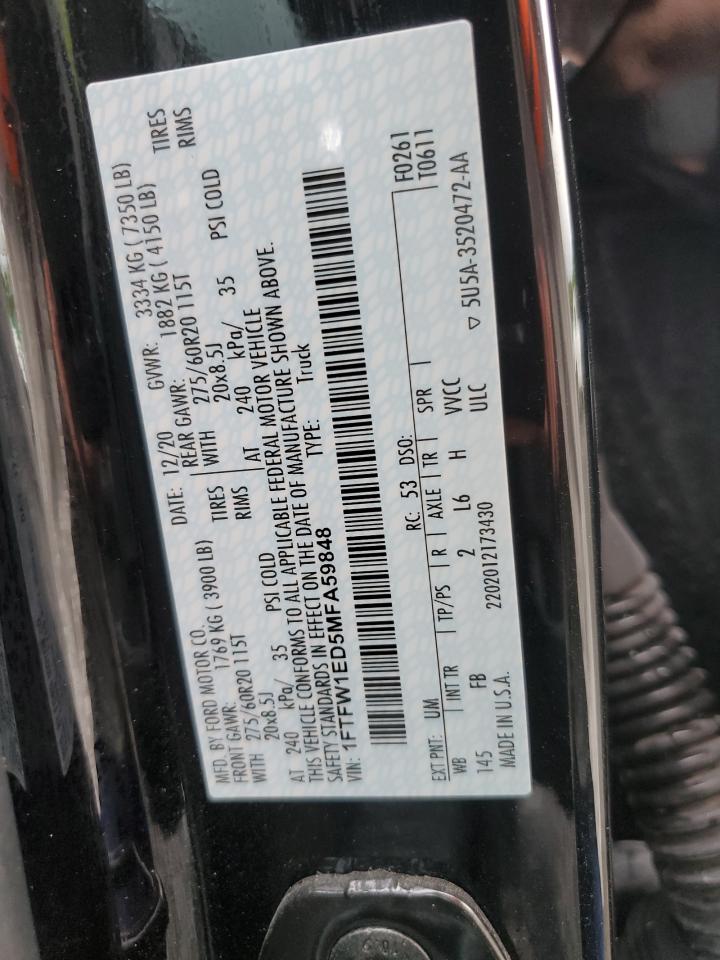 MFD. BY FORD MOTOR CO.
DATE: 12/20 GVWR: 3334 KG ( 7350 LB)
FRONT GAWR: 1769 KG ( 3900 LB) REAR GAWR: 1882 KG ( 4150 LB)
WITH 275/60R20 115T TIRES WITH 275/60R20 115T TIRES
20x8.5J RIMS 20x8.5J RIMS
AT 240 kPa/ 35 PSI COLD AT 240 kPa/ 35 PSI COLD
THIS VEHICLE CONFORMS TO ALL APPLICABLE FEDERAL MOTOR VEHICLE
SAFETY STANDARDS IN EFFECT ON THE DATE OF MANUFACTURE SHOWN ABOVE.
VIN: 1FTFW1ED5MFA59848 TYPE: Truck
F0261
T0611
EXT PNT: UM RC: 53 DSO:
WB INT TR TP/PS R AXLE TR SPR
145 FB 2 L6 H VVCC
ULC
MADE IN U.S.A. 2202012173430 ▽ 5U5A-3520472-AA